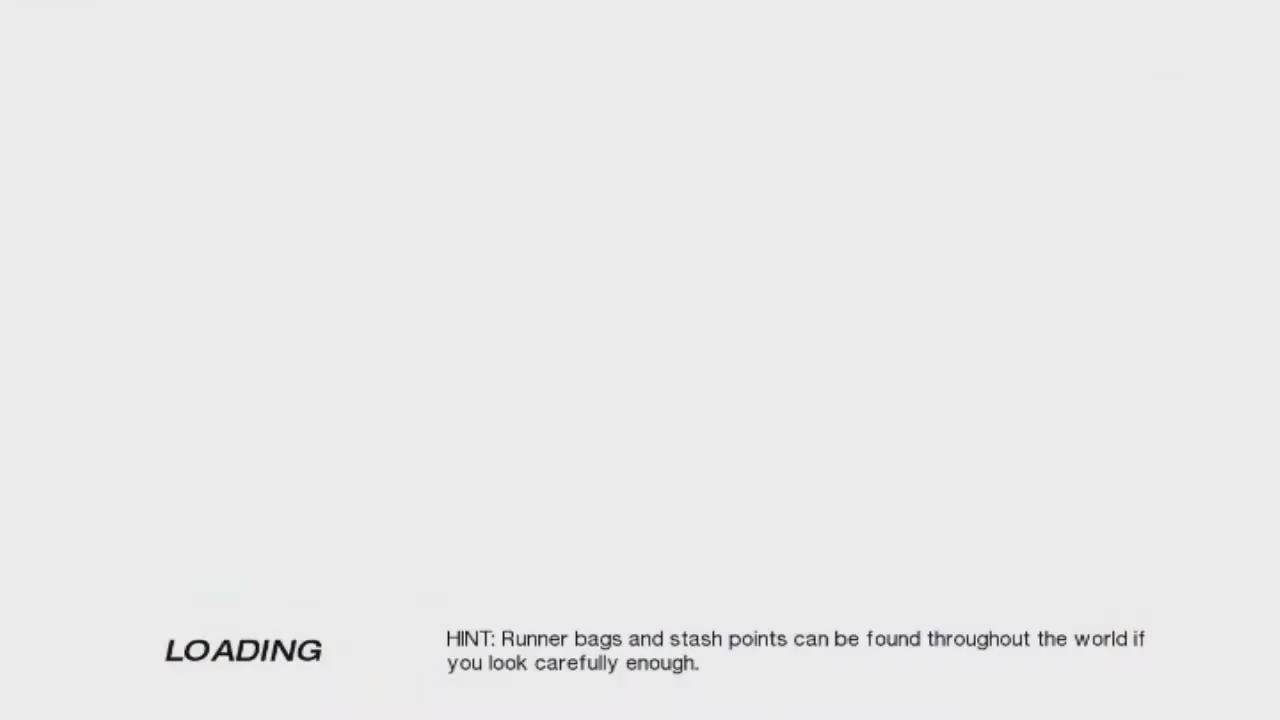 LOADING
HINT: Runner bags and stash points can be found throughout the world if
you look carefully enough.